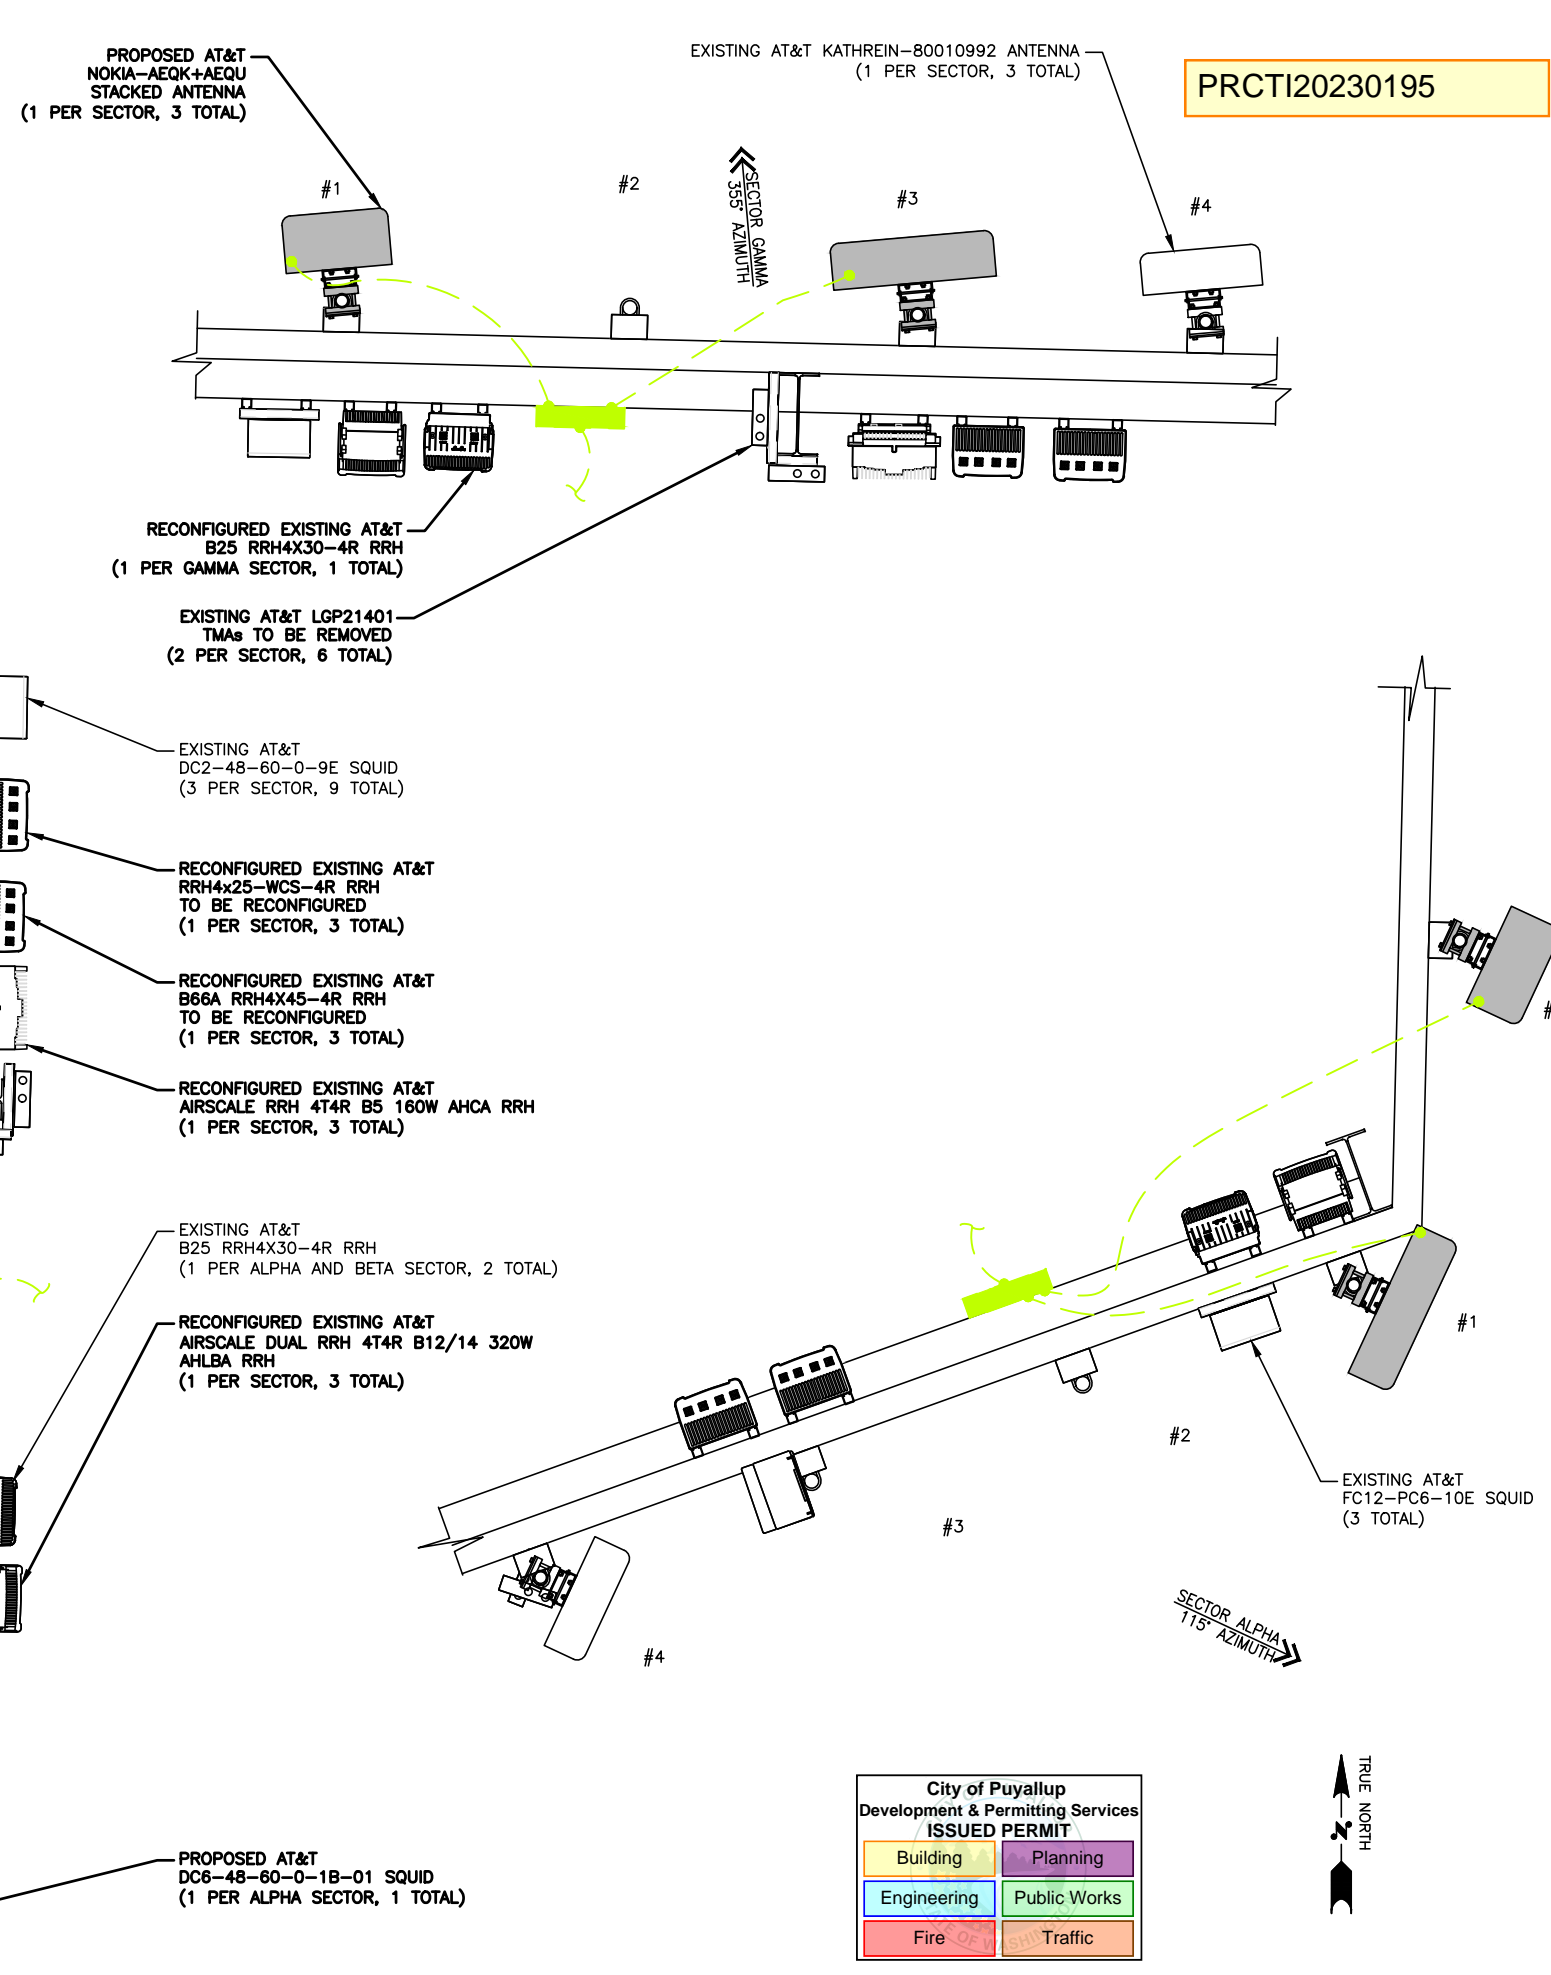 PROPOSED AT&T
NOKIA-AEQK+AEQU
STACKED ANTENNA
(1 PER SECTOR, 3 TOTAL)
EXISTING AT&T KATHREIN-80010992 ANTENNA
(1 PER SECTOR, 3 TOTAL)
PRCTI20230195
#1
#2
SECTOR GAMMA
355° AZIMUTH
#3
#4
RECONFIGURED EXISTING AT&T
B25 RRH4X30-4R RRH
(1 PER GAMMA SECTOR, 1 TOTAL)
EXISTING AT&T LGP21401
TMAs TO BE REMOVED
(2 PER SECTOR, 6 TOTAL)
EXISTING AT&T
DC2-48-60-0-9E SQUID
(3 PER SECTOR, 9 TOTAL)
RECONFIGURED EXISTING AT&T
RRH4x25-WCS-4R RRH
TO BE RECONFIGURED
(1 PER SECTOR, 3 TOTAL)
RECONFIGURED EXISTING AT&T
B66A RRH4X45-4R RRH
TO BE RECONFIGURED
(1 PER SECTOR, 3 TOTAL)
RECONFIGURED EXISTING AT&T
AIRSCALE RRH 4T4R B5 160W AHCA RRH
(1 PER SECTOR, 3 TOTAL)
EXISTING AT&T
B25 RRH4X30-4R RRH
(1 PER ALPHA AND BETA SECTOR, 2 TOTAL)
RECONFIGURED EXISTING AT&T
AIRSCALE DUAL RRH 4T4R B12/14 320W
AHLBA RRH
(1 PER SECTOR, 3 TOTAL)
#
#1
#2
#3
#4
EXISTING AT&T
FC12-PC6-10E SQUID
(3 TOTAL)
SECTOR ALPHA
115° AZIMUTH
PROPOSED AT&T
DC6-48-60-0-1B-01 SQUID
(1 PER ALPHA SECTOR, 1 TOTAL)
City of Puyallup
Development & Permitting Services
ISSUED PERMIT
Building
Planning
Engineering
Public Works
Fire
Traffic
TRUE NORTH
N